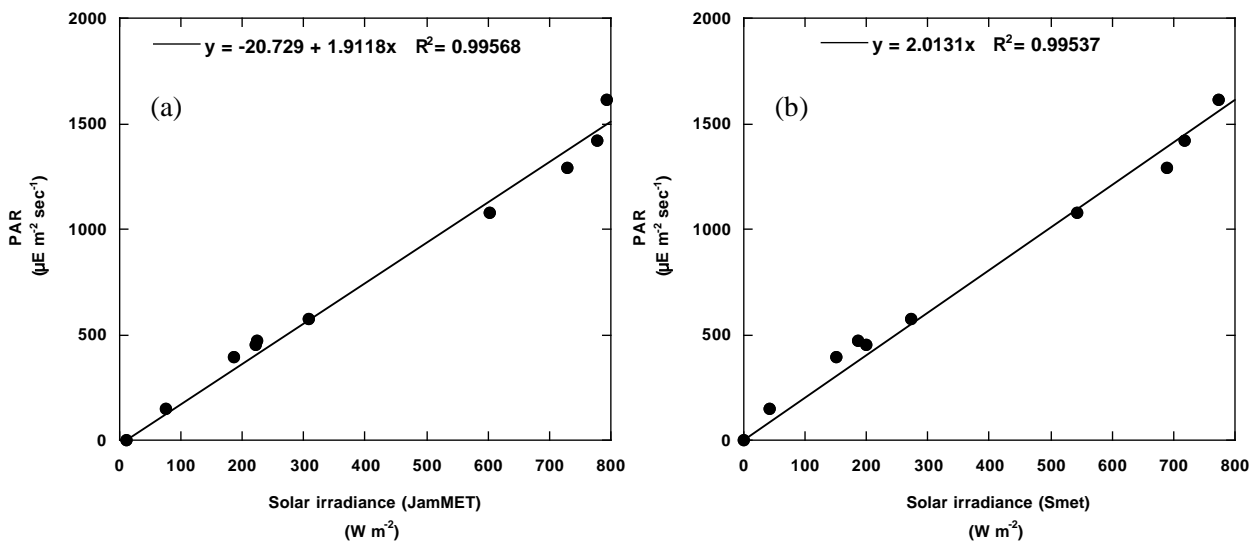 y = -20.729 + 1.9118x R²= 0.99568
(a)
2000
1500
1000
500
0
PAR
(µE m⁻² sec⁻¹)
0 100 200 300 400 500 600 700 800
Solar irradiance (JamMET)
(W m⁻²)
y = 2.0131x R²= 0.99537
(b)
2000
1500
1000
500
0
PAR
(µE m⁻² sec⁻¹)
0 100 200 300 400 500 600 700 800
Solar irradiance (Smet)
(W m⁻²)